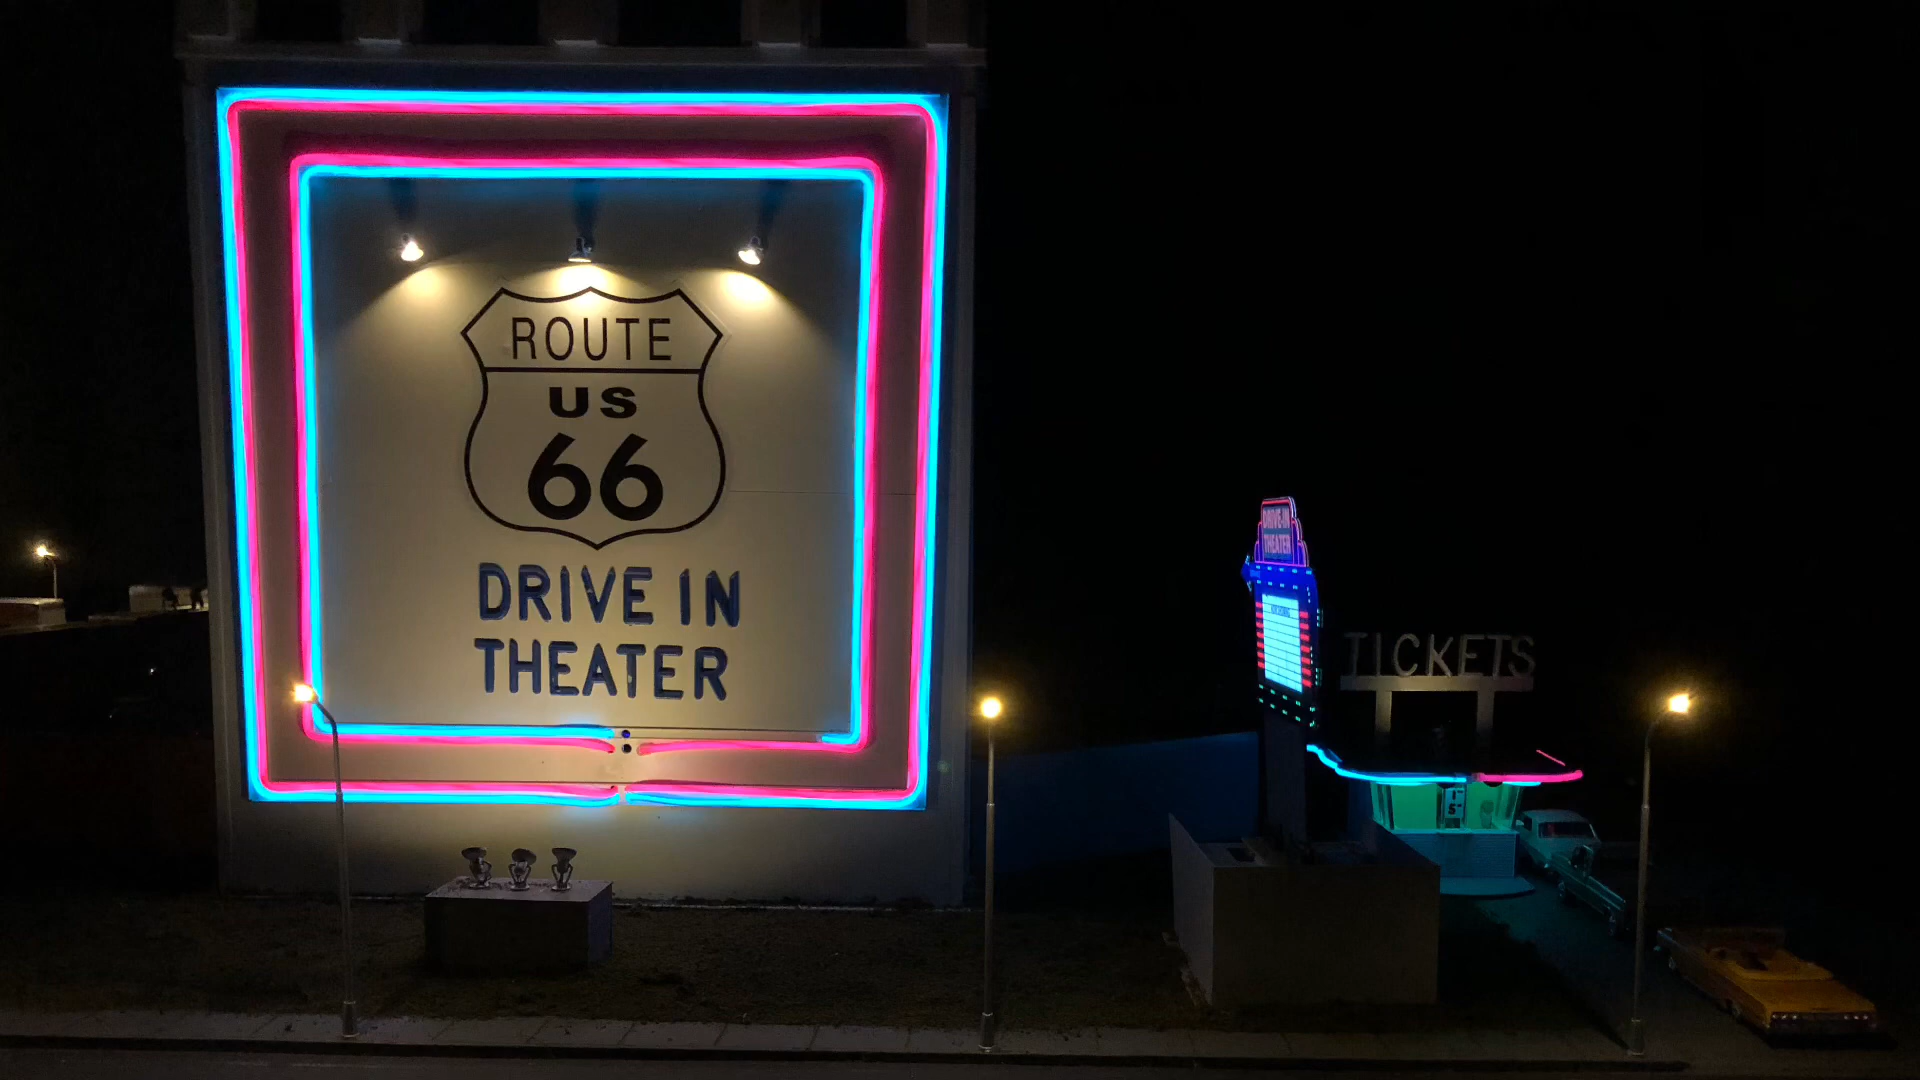 ROUTE
US
66
DRIVE IN
THEATER
DRIVE-IN
THEATER
TICKETS